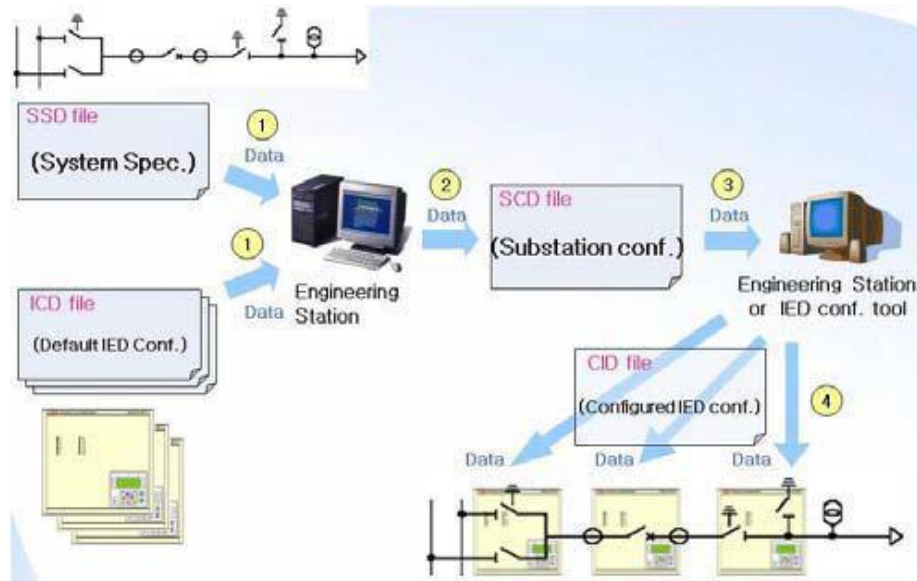 SSD file
(System Spec.)
1
Data
1
Data
ICD file
(Default IED Conf.)
Engineering
Station
2
Data
SCD file
(Substation conf.)
3
Data
Engineering Station
or IED conf. tool
CID file
(Configured IED conf.)
4
Data
Data
Data